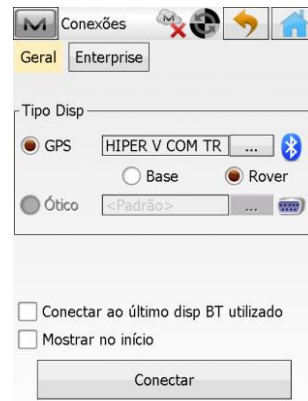 M Conexões
Geral Enterprise
Tipo Disp
GPS HIPER V COM TR ...
Base Rover
Ótico <Padrão> ...
Conectar ao último disp BT utilizado
Mostrar no início
Conectar